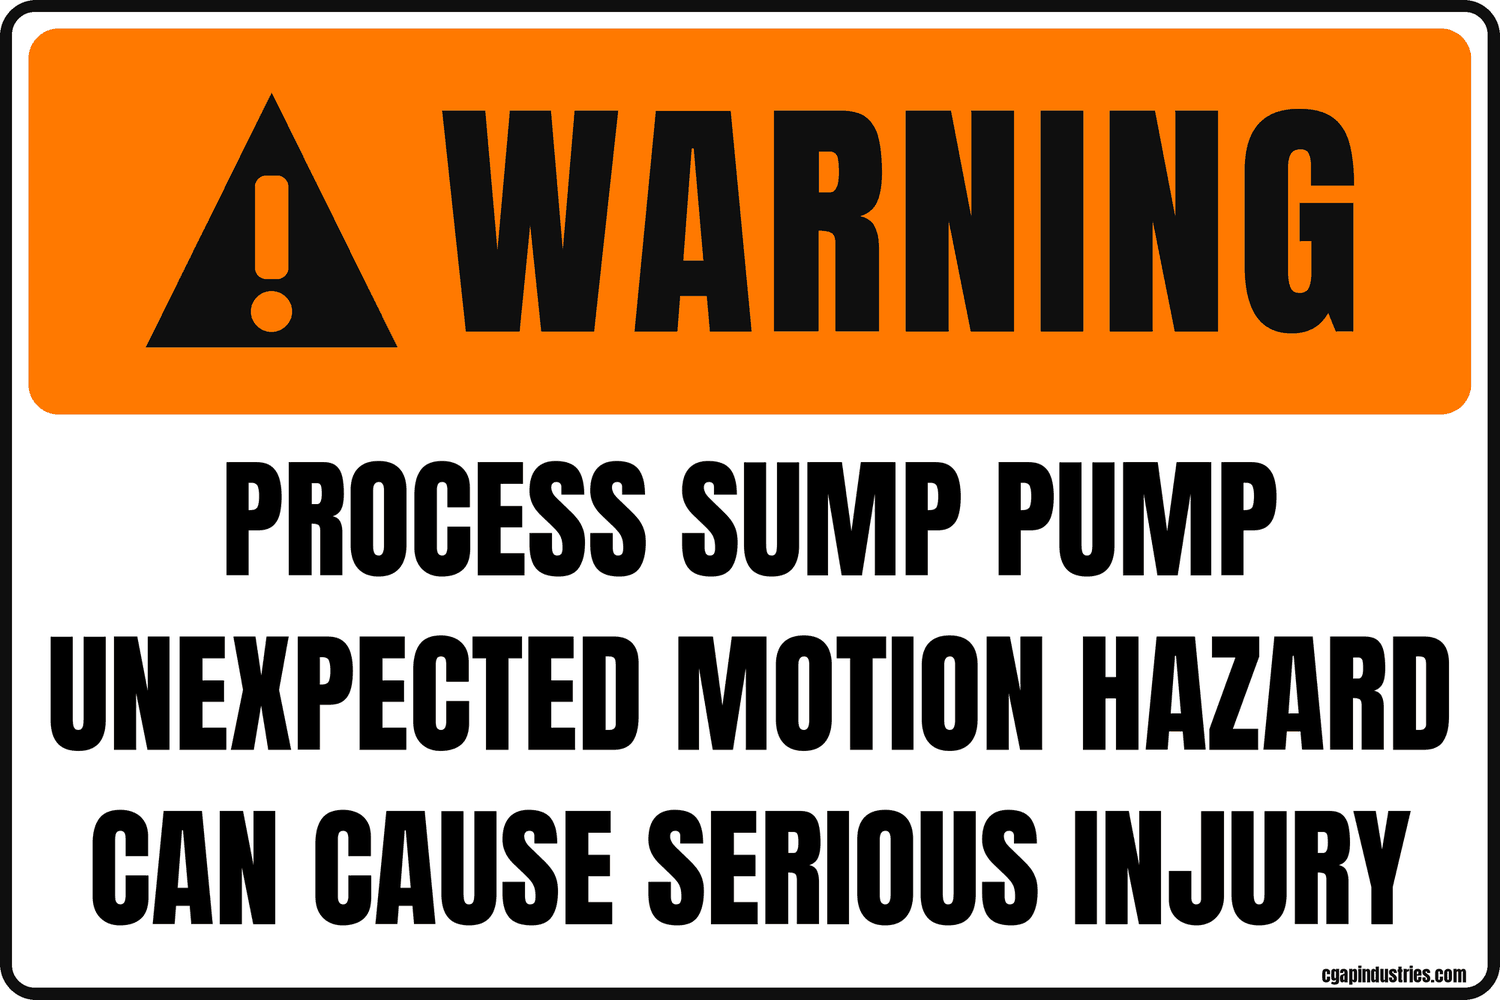 WARNING
PROCESS SUMP PUMP
UNEXPECTED MOTION HAZARD
CAN CAUSE SERIOUS INJURY
cgapindustries.com